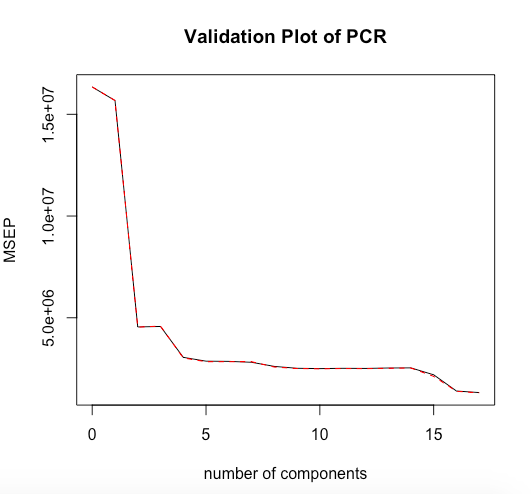 Validation Plot of PCR
1.5e+07
1.0e+07
5.0e+06
MSEP
0 5 10 15
number of components